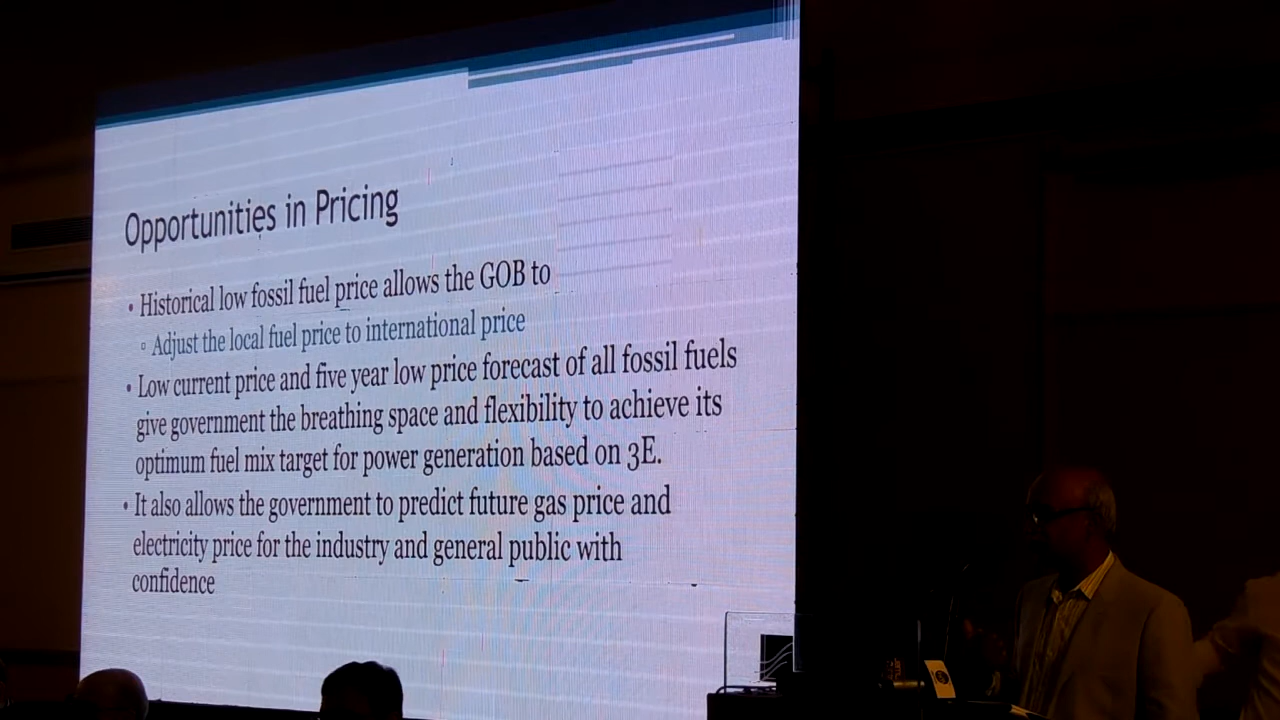 Opportunities in Pricing
• Historical low fossil fuel price allows the GOB to
▫ Adjust the local fuel price to international price
• Low current price and five year low price forecast of all fossil fuels
give government the breathing space and flexibility to achieve its
optimum fuel mix target for power generation based on 3E.
• It also allows the government to predict future gas price and
electricity price for the industry and general public with
confidence